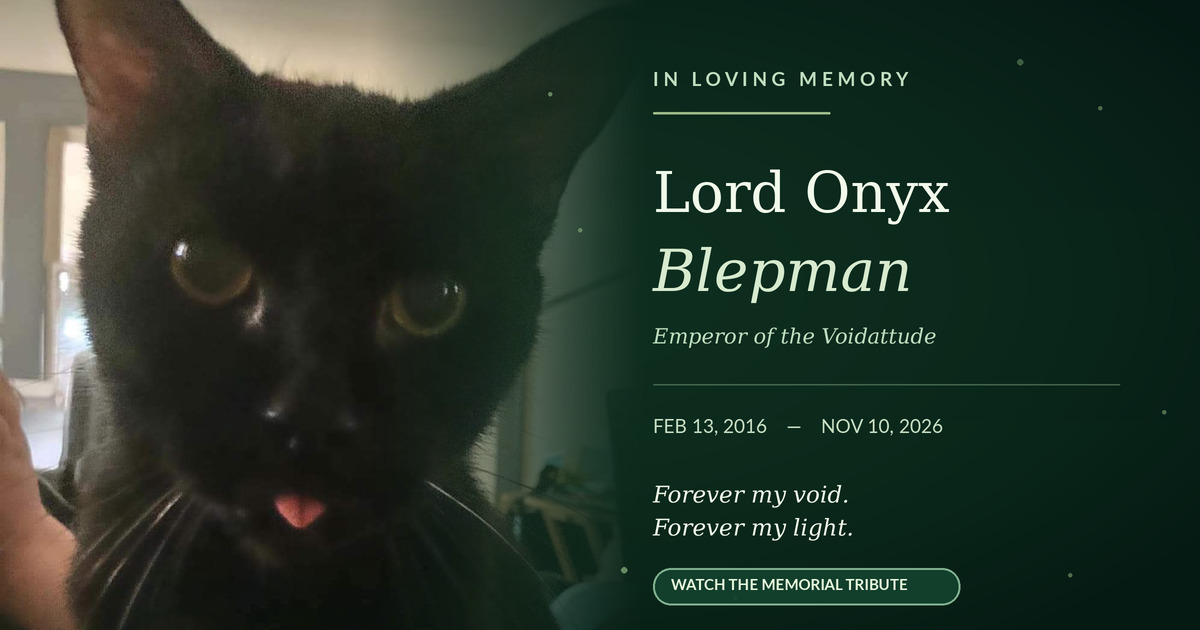 IN LOVING MEMORY
Lord Onyx
Blepman
Emperor of the Voidattude
FEB 13, 2016 — NOV 10, 2026
Forever my void.
Forever my light.
WATCH THE MEMORIAL TRIBUTE